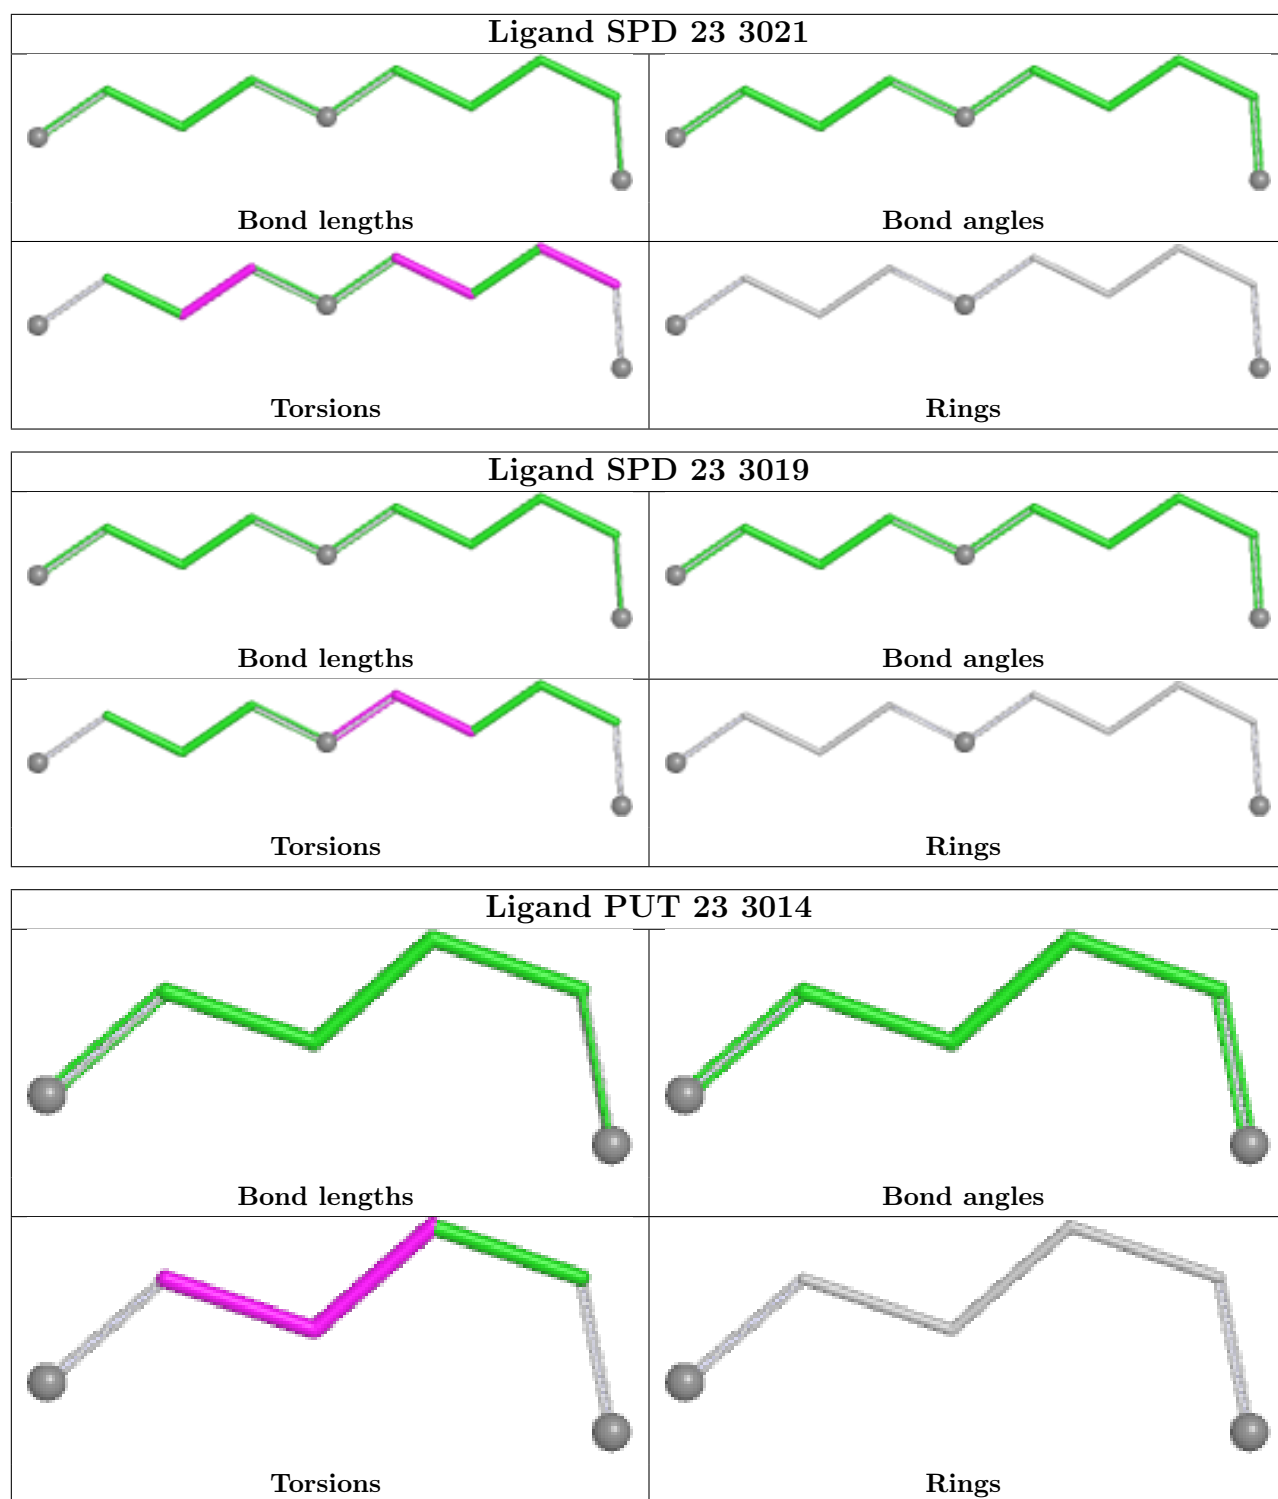 Ligand SPD 23 3021
Bond lengths
Bond angles
Torsions
Rings
Ligand SPD 23 3019
Bond lengths
Bond angles
Torsions
Rings
Ligand PUT 23 3014
Bond lengths
Bond angles
Torsions
Rings